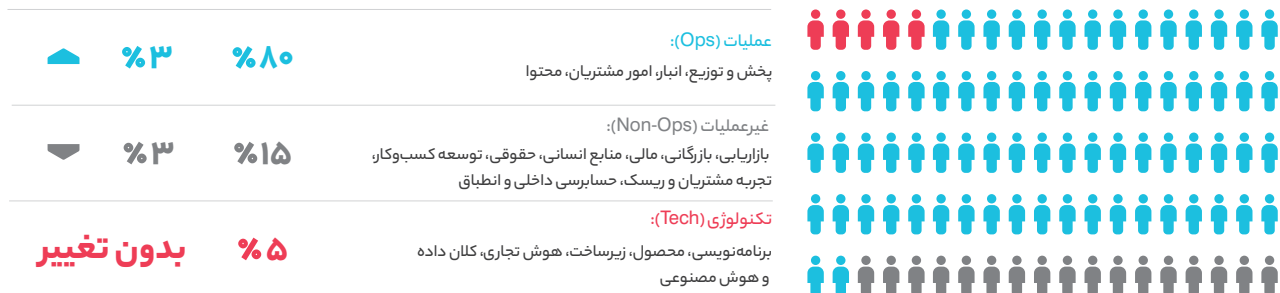 عملیات (Ops):
پخش و توزیع، انبار، امور مشتریان، محتوا
%۸۰
%۳
غیرعملیات (Non-Ops):
بازاریابی، بازرگانی، مالی، منابع انسانی، حقوقی، توسعه کسب‌وکار،
تجربه مشتریان و ریسک، حسابرسی داخلی و انطباق
%۱۵
%۳
تکنولوژی (Tech):
برنامه‌نویسی، محصول، زیرساخت، هوش تجاری، کلان داده
و هوش مصنوعی
%۵
بدون تغییر